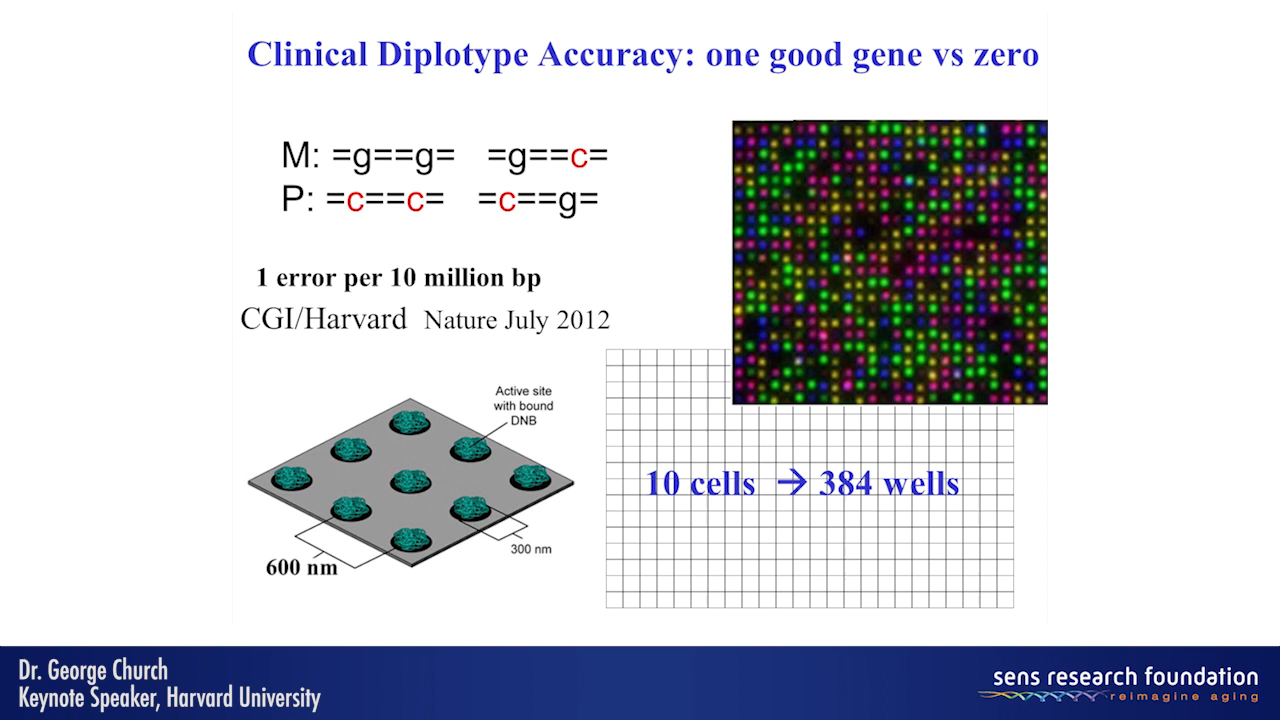 Clinical Diplotype Accuracy: one good gene vs zero
M: =g==g= =g==c=
P: =c==c= =c==g=
1 error per 10 million bp
CGI/Harvard Nature July 2012
Active site
with bound
DNB
300 nm
600 nm
10 cells → 384 wells
Dr. George Church
Keynote Speaker, Harvard University
sens research foundation
reimagine aging